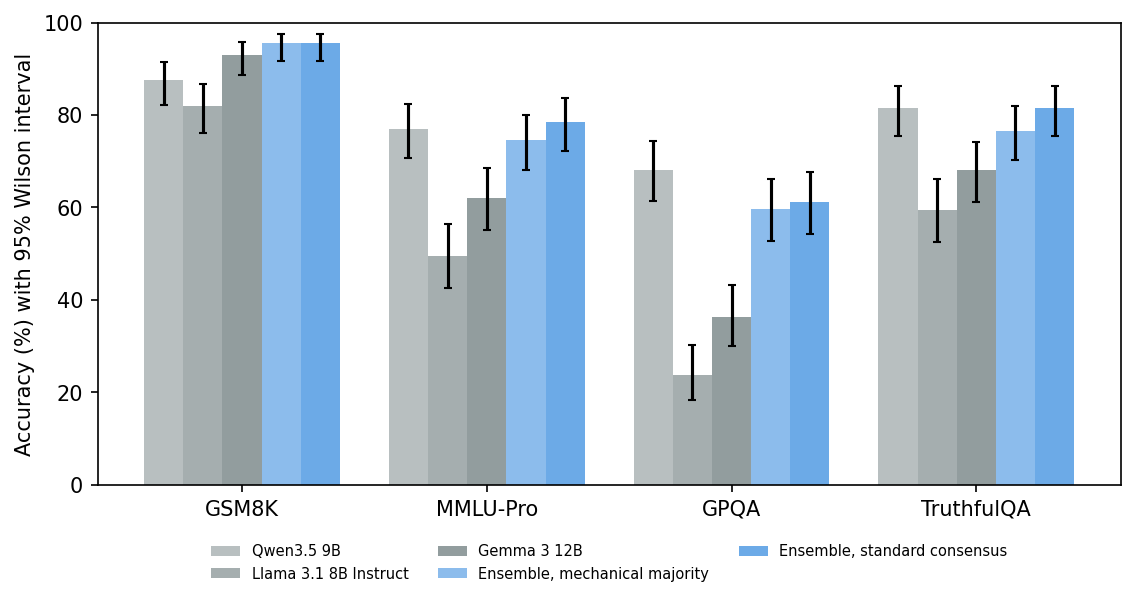 Accuracy (%) with 95% Wilson interval
100
80
60
40
20
0
GSM8K
MMLU-Pro
GPQA
TruthfulQA
Qwen3.5 9B
Llama 3.1 8B Instruct
Gemma 3 12B
Ensemble, mechanical majority
Ensemble, standard consensus